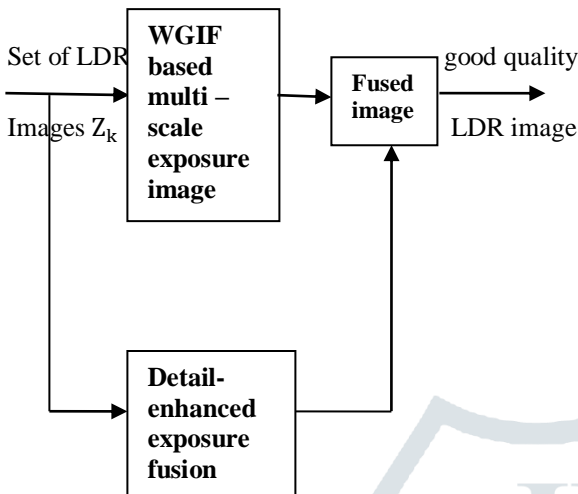 Set of LDR
Images Zk
WGIF
based
multi –
scale
exposure
image
Fused
image
good quality
LDR image
Detail-
enhanced
exposure
fusion